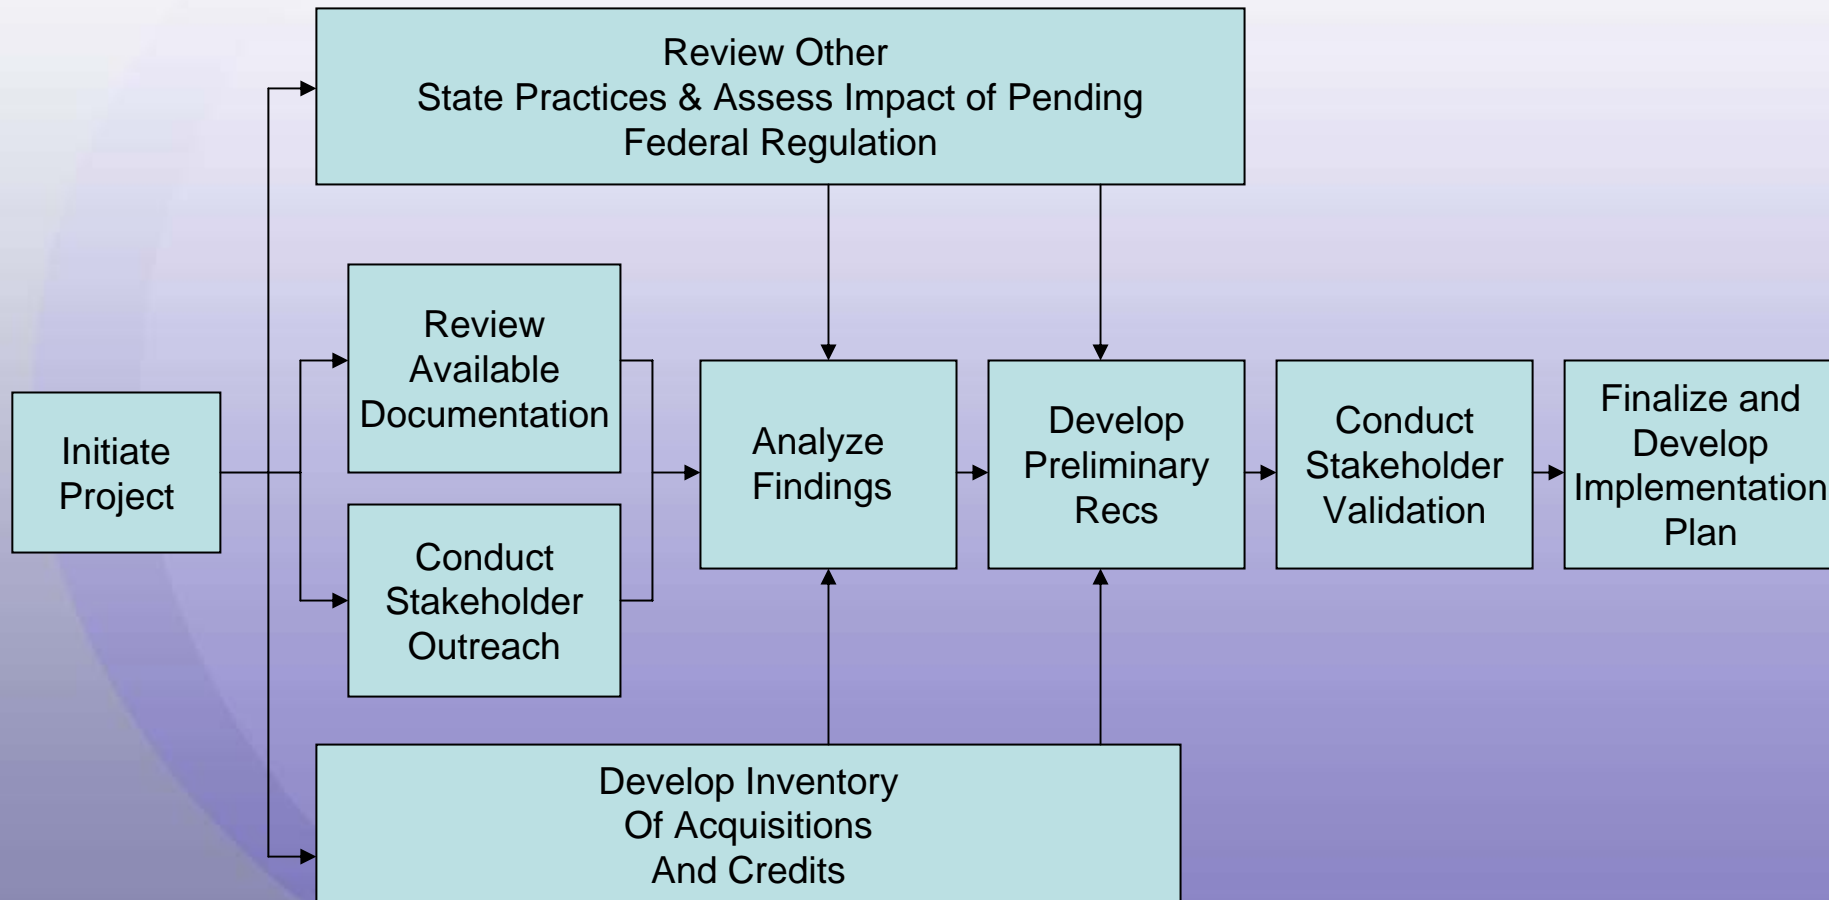 Review Other
State Practices & Assess Impact of Pending
Federal Regulation
Initiate
Project
Review
Available
Documentation
Conduct
Stakeholder
Outreach
Analyze
Findings
Develop
Preliminary
Recs
Conduct
Stakeholder
Validation
Finalize and
Develop
Implementation
Plan
Develop Inventory
Of Acquisitions
And Credits